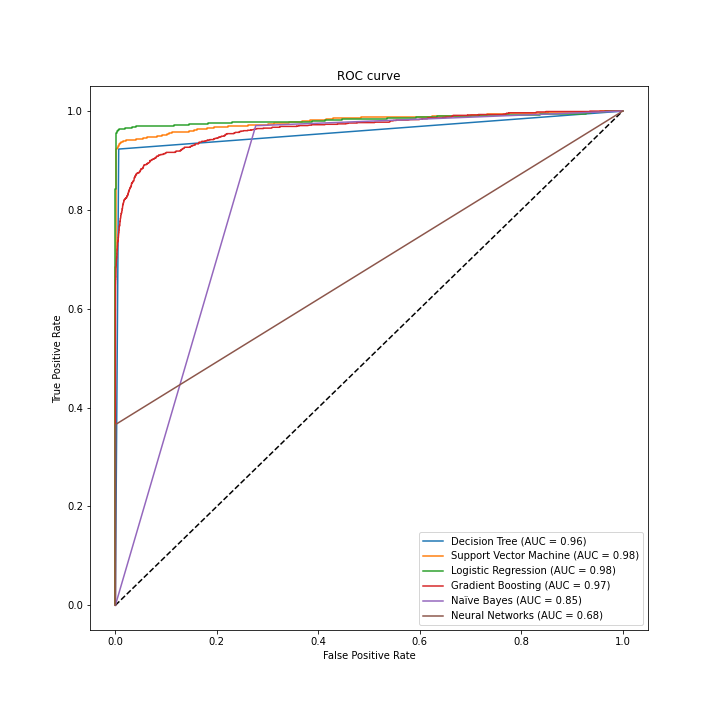 ROC curve
1.0
0.8
0.6
0.4
0.2
0.0
True Positive Rate
0.0 0.2 0.4 0.6 0.8 1.0
False Positive Rate
Decision Tree (AUC = 0.96)
Support Vector Machine (AUC = 0.98)
Logistic Regression (AUC = 0.98)
Gradient Boosting (AUC = 0.97)
Naïve Bayes (AUC = 0.85)
Neural Networks (AUC = 0.68)